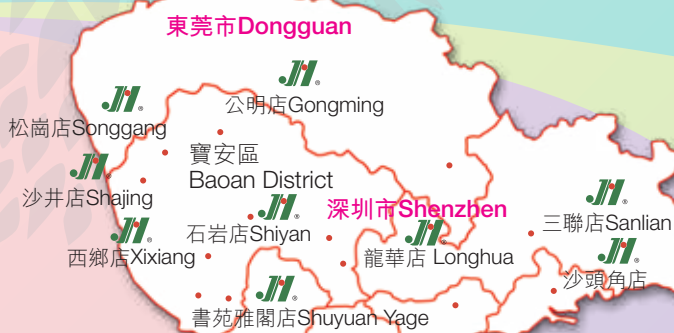 東莞市Dongguan
公明店Gongming
松崗店Songgang
寶安區
Baoan District
沙井店Shajing
深圳市Shenzhen
三聯店Sanlian
石岩店Shiyan
西鄉店Xixiang
龍華店 Longhua
沙頭角店
書苑雅閣店Shuyuan Yage